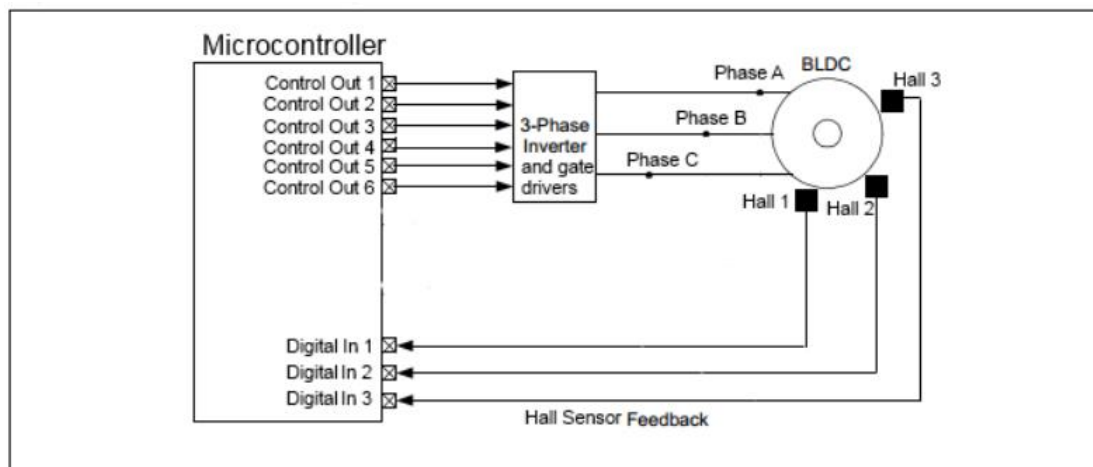 Microcontroller
Control Out 1
Control Out 2
Control Out 3
Control Out 4
Control Out 5
Control Out 6
3-Phase
Inverter
and gate
drivers
Phase A
Phase B
Phase C
BLDC
Hall 3
Hall 1
Hall 2
Digital In 1
Digital In 2
Digital In 3
Hall Sensor Feedback